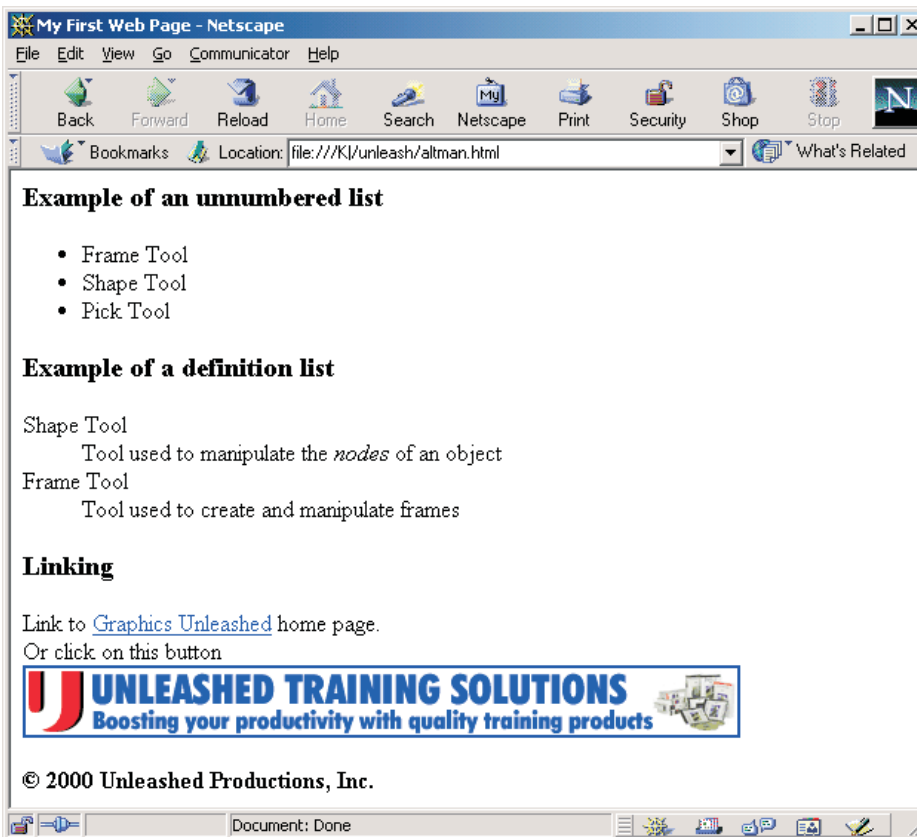 My First Web Page - Netscape
File Edit View Go Communicator Help
Back Forward Reload Home Search My Netscape Print Security Shop Stop N
Bookmarks Location: file:///K|/unleash/altman.html What's Related
Example of an unnumbered list
• Frame Tool
• Shape Tool
• Pick Tool
Example of a definition list
Shape Tool
Tool used to manipulate the nodes of an object
Frame Tool
Tool used to create and manipulate frames
Linking
Link to Graphics Unleashed home page.
Or click on this button
U UNLEASHED TRAINING SOLUTIONS
Boosting your productivity with quality training products
© 2000 Unleashed Productions, Inc.
Document: Done